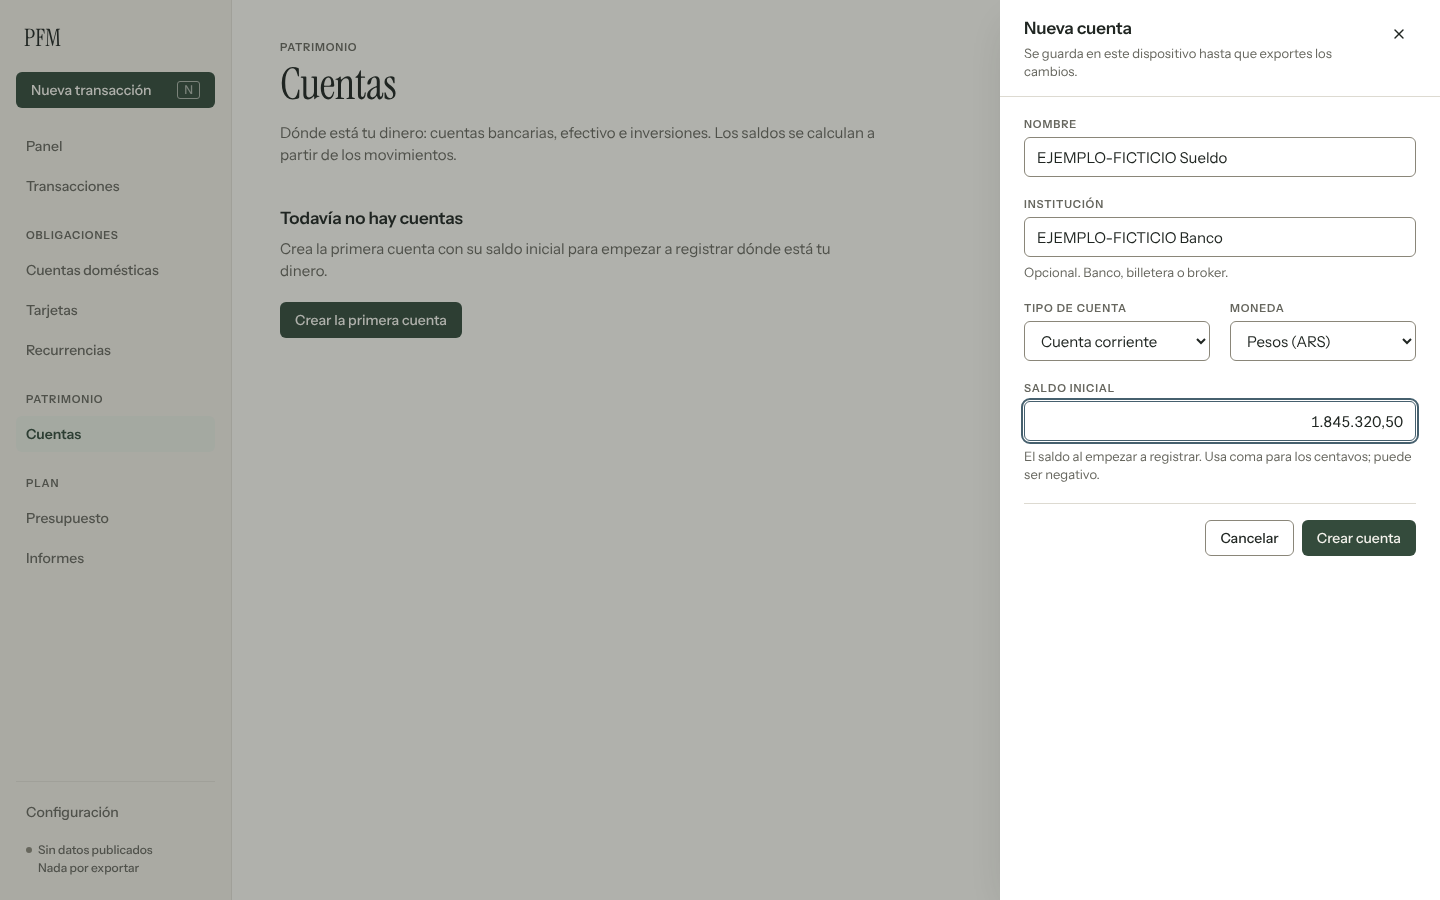 PFM
Nueva transacción N
Panel
Transacciones
OBLIGACIONES
Cuentas domésticas
Tarjetas
Recurrencias
PATRIMONIO
Cuentas
PLAN
Presupuesto
Informes
Configuración
Sin datos publicados
Nada por exportar
PATRIMONIO
Cuentas
Dónde está tu dinero: cuentas bancarias, efectivo e inversiones. Los saldos se calculan a
partir de los movimientos.
Todavía no hay cuentas
Crea la primera cuenta con su saldo inicial para empezar a registrar dónde está tu
dinero.
Crear la primera cuenta
Nueva cuenta
Se guarda en este dispositivo hasta que exportes los
cambios.
NOMBRE
EJEMPLO-FICTICIO Sueldo
INSTITUCIÓN
EJEMPLO-FICTICIO Banco
Opcional. Banco, billetera o broker.
TIPO DE CUENTA MONEDA
Cuenta corriente Pesos (ARS)
SALDO INICIAL
1.845.320,50
El saldo al empezar a registrar. Usa coma para los centavos; puede
ser negativo.
Cancelar Crear cuenta